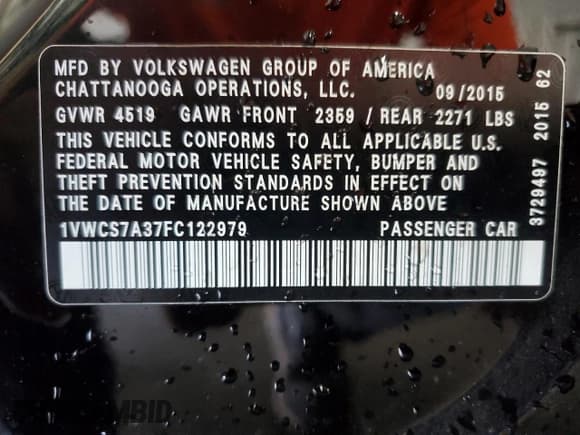 MFD BY VOLKSWAGEN GROUP OF AMERICA
CHATTANOOGA OPERATIONS, LLC. 09/2015
GVWR 4519 GAWR FRONT 2359 / REAR 2271 LBS
THIS VEHICLE CONFORMS TO ALL APPLICABLE U.S.
FEDERAL MOTOR VEHICLE SAFETY, BUMPER AND
THEFT PREVENTION STANDARDS IN EFFECT ON
THE DATE OF MANUFACTURE SHOWN ABOVE
1VWCS7A37FC122979 PASSENGER CAR
3729497 2015 62